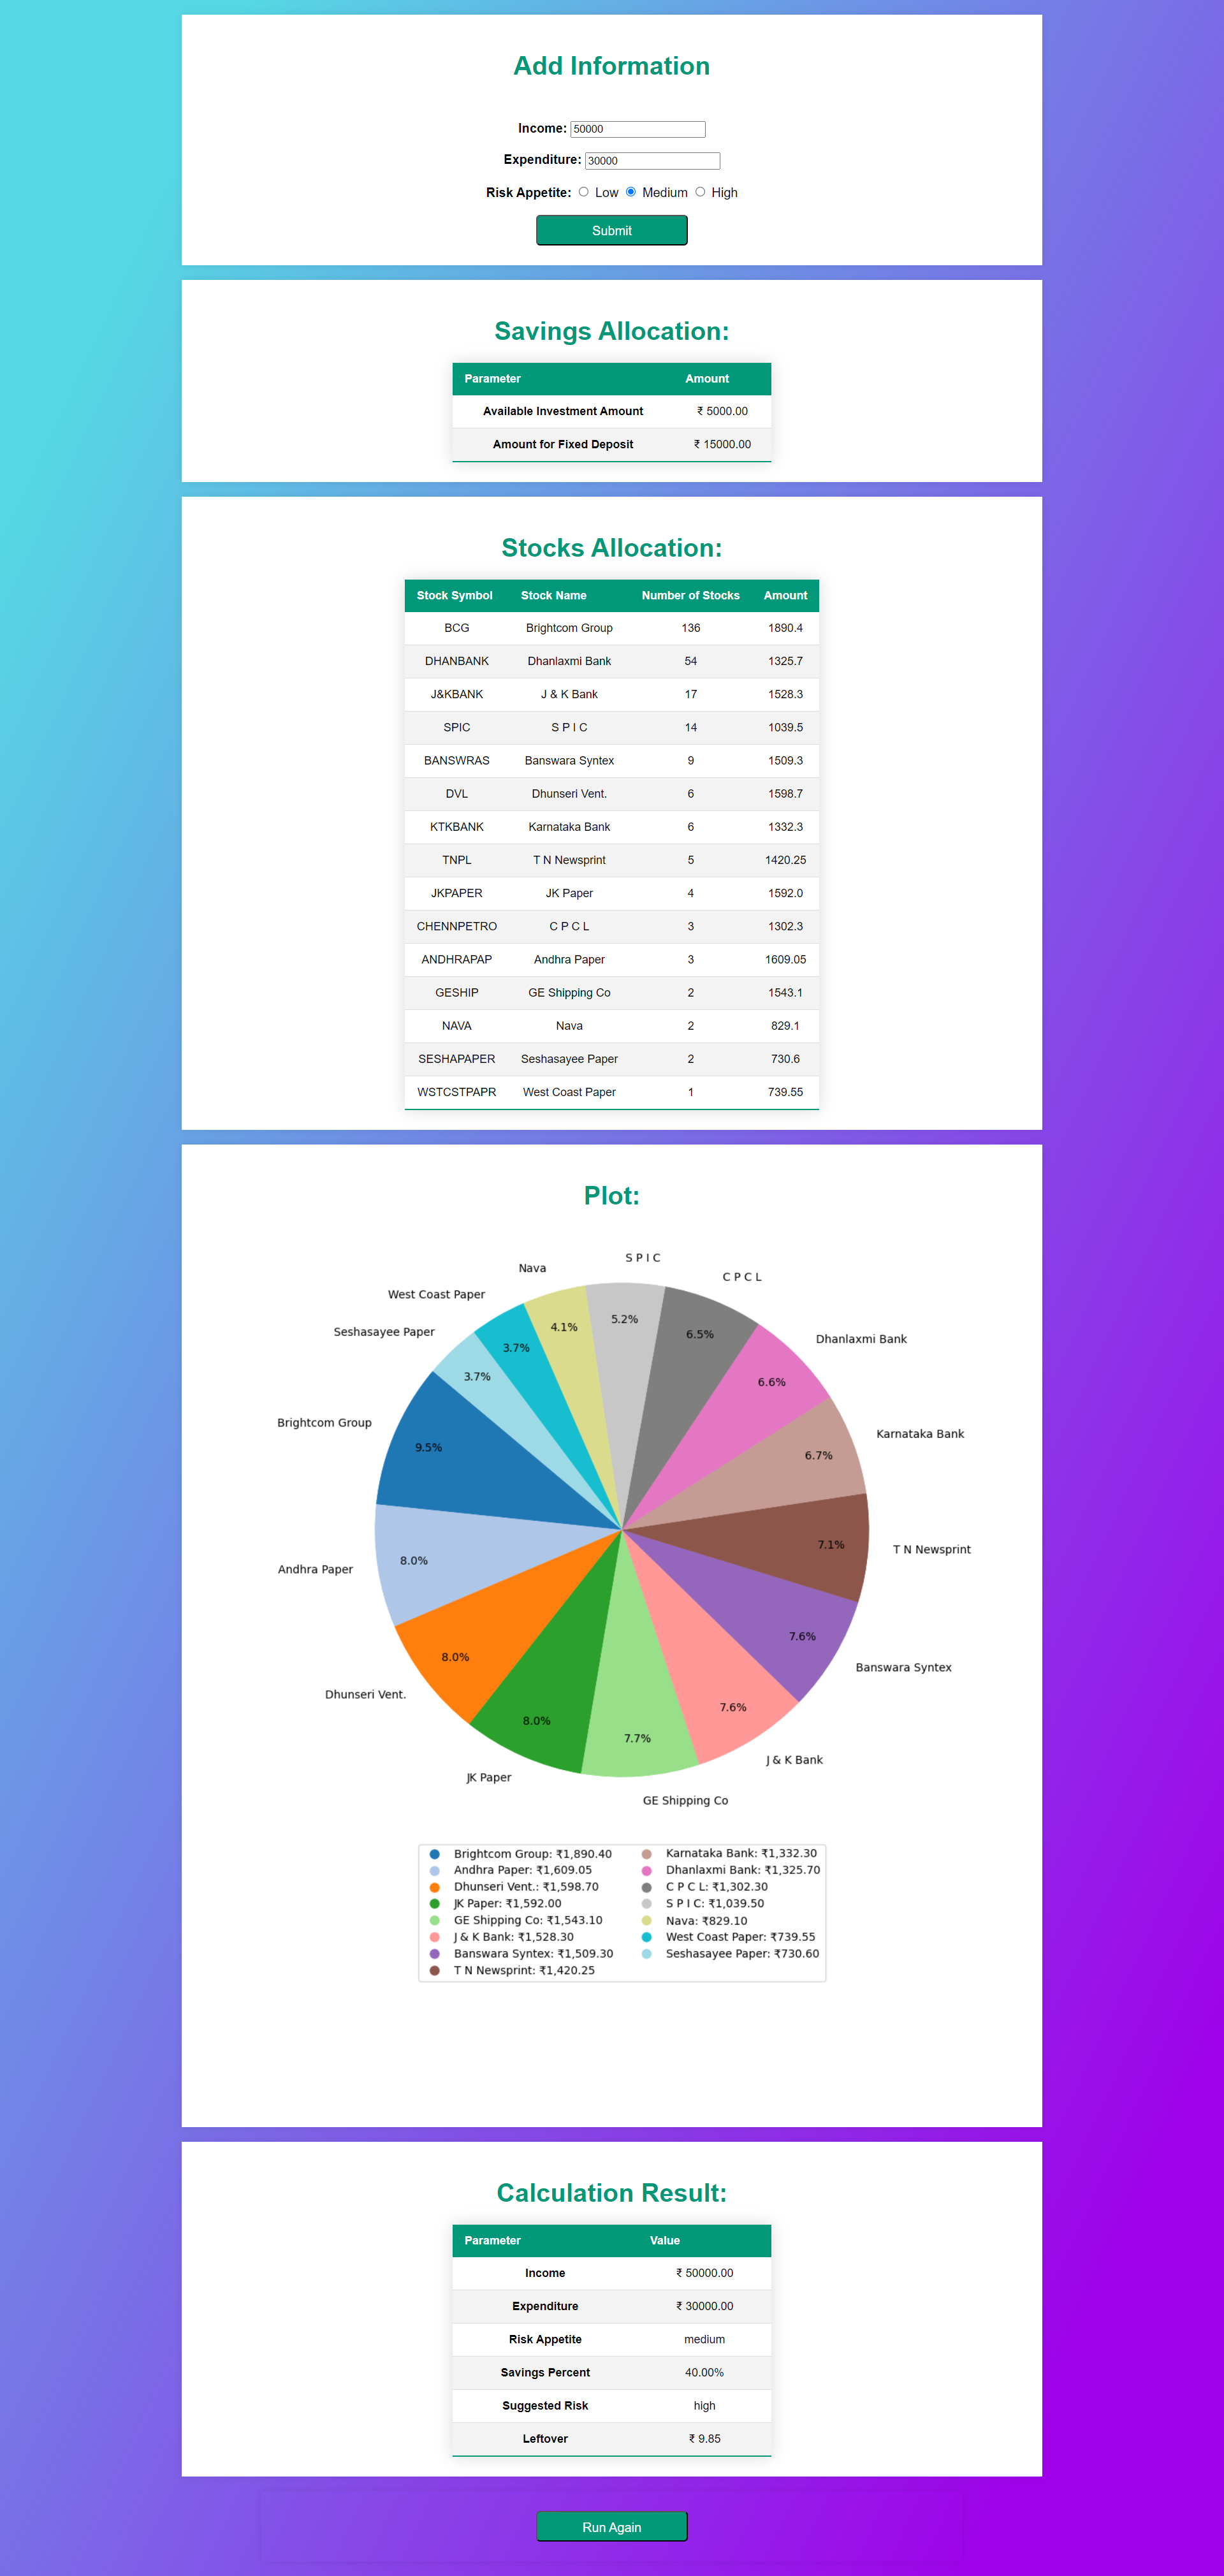 Add Information
Income: 50000
Expenditure: 30000
Risk Appetite: Low Medium High
Submit
Savings Allocation:
Parameter Amount
Available Investment Amount ₹ 5000.00
Amount for Fixed Deposit ₹ 15000.00
Stocks Allocation:
Stock Symbol Stock Name Number of Stocks Amount
BCG Brightcom Group 136 1890.4
DHANBANK Dhanlaxmi Bank 54 1325.7
J&KBANK J & K Bank 17 1528.3
SPIC S P I C 14 1039.5
BANSWRAS Banswara Syntex 9 1509.3
DVL Dhunseri Vent. 6 1598.7
KTKBANK Karnataka Bank 6 1332.3
TNPL T N Newsprint 5 1420.25
JKPAPER JK Paper 4 1592.0
CHENNPETRO C P C L 3 1302.3
ANDHRAPAP Andhra Paper 3 1609.05
GESHIP GE Shipping Co 2 1543.1
NAVA Nava 2 829.1
SESHAPAPER Seshasayee Paper 2 730.6
WSTCSTPAPR West Coast Paper 1 739.55
Plot:
S P I C
Nava
C P C L
West Coast Paper
5.2%
4.1%
6.5%
Seshasayee Paper
Dhanlaxmi Bank
3.7%
3.7%
6.6%
Brightcom Group
Karnataka Bank
9.5%
6.7%
7.1%
T N Newsprint
8.0%
Andhra Paper
7.6%
8.0%
Banswara Syntex
Dhunseri Vent.
7.6%
8.0%
7.7%
J & K Bank
JK Paper
GE Shipping Co
Brightcom Group: ₹1,890.40
Andhra Paper: ₹1,609.05
Dhunseri Vent.: ₹1,598.70
JK Paper: ₹1,592.00
GE Shipping Co: ₹1,543.10
J & K Bank: ₹1,528.30
Banswara Syntex: ₹1,509.30
T N Newsprint: ₹1,420.25
Karnataka Bank: ₹1,332.30
Dhanlaxmi Bank: ₹1,325.70
C P C L: ₹1,302.30
S P I C: ₹1,039.50
Nava: ₹829.10
West Coast Paper: ₹739.55
Seshasayee Paper: ₹730.60
Calculation Result:
Parameter Value
Income ₹ 50000.00
Expenditure ₹ 30000.00
Risk Appetite medium
Savings Percent 40.00%
Suggested Risk high
Leftover ₹ 9.85
Run Again